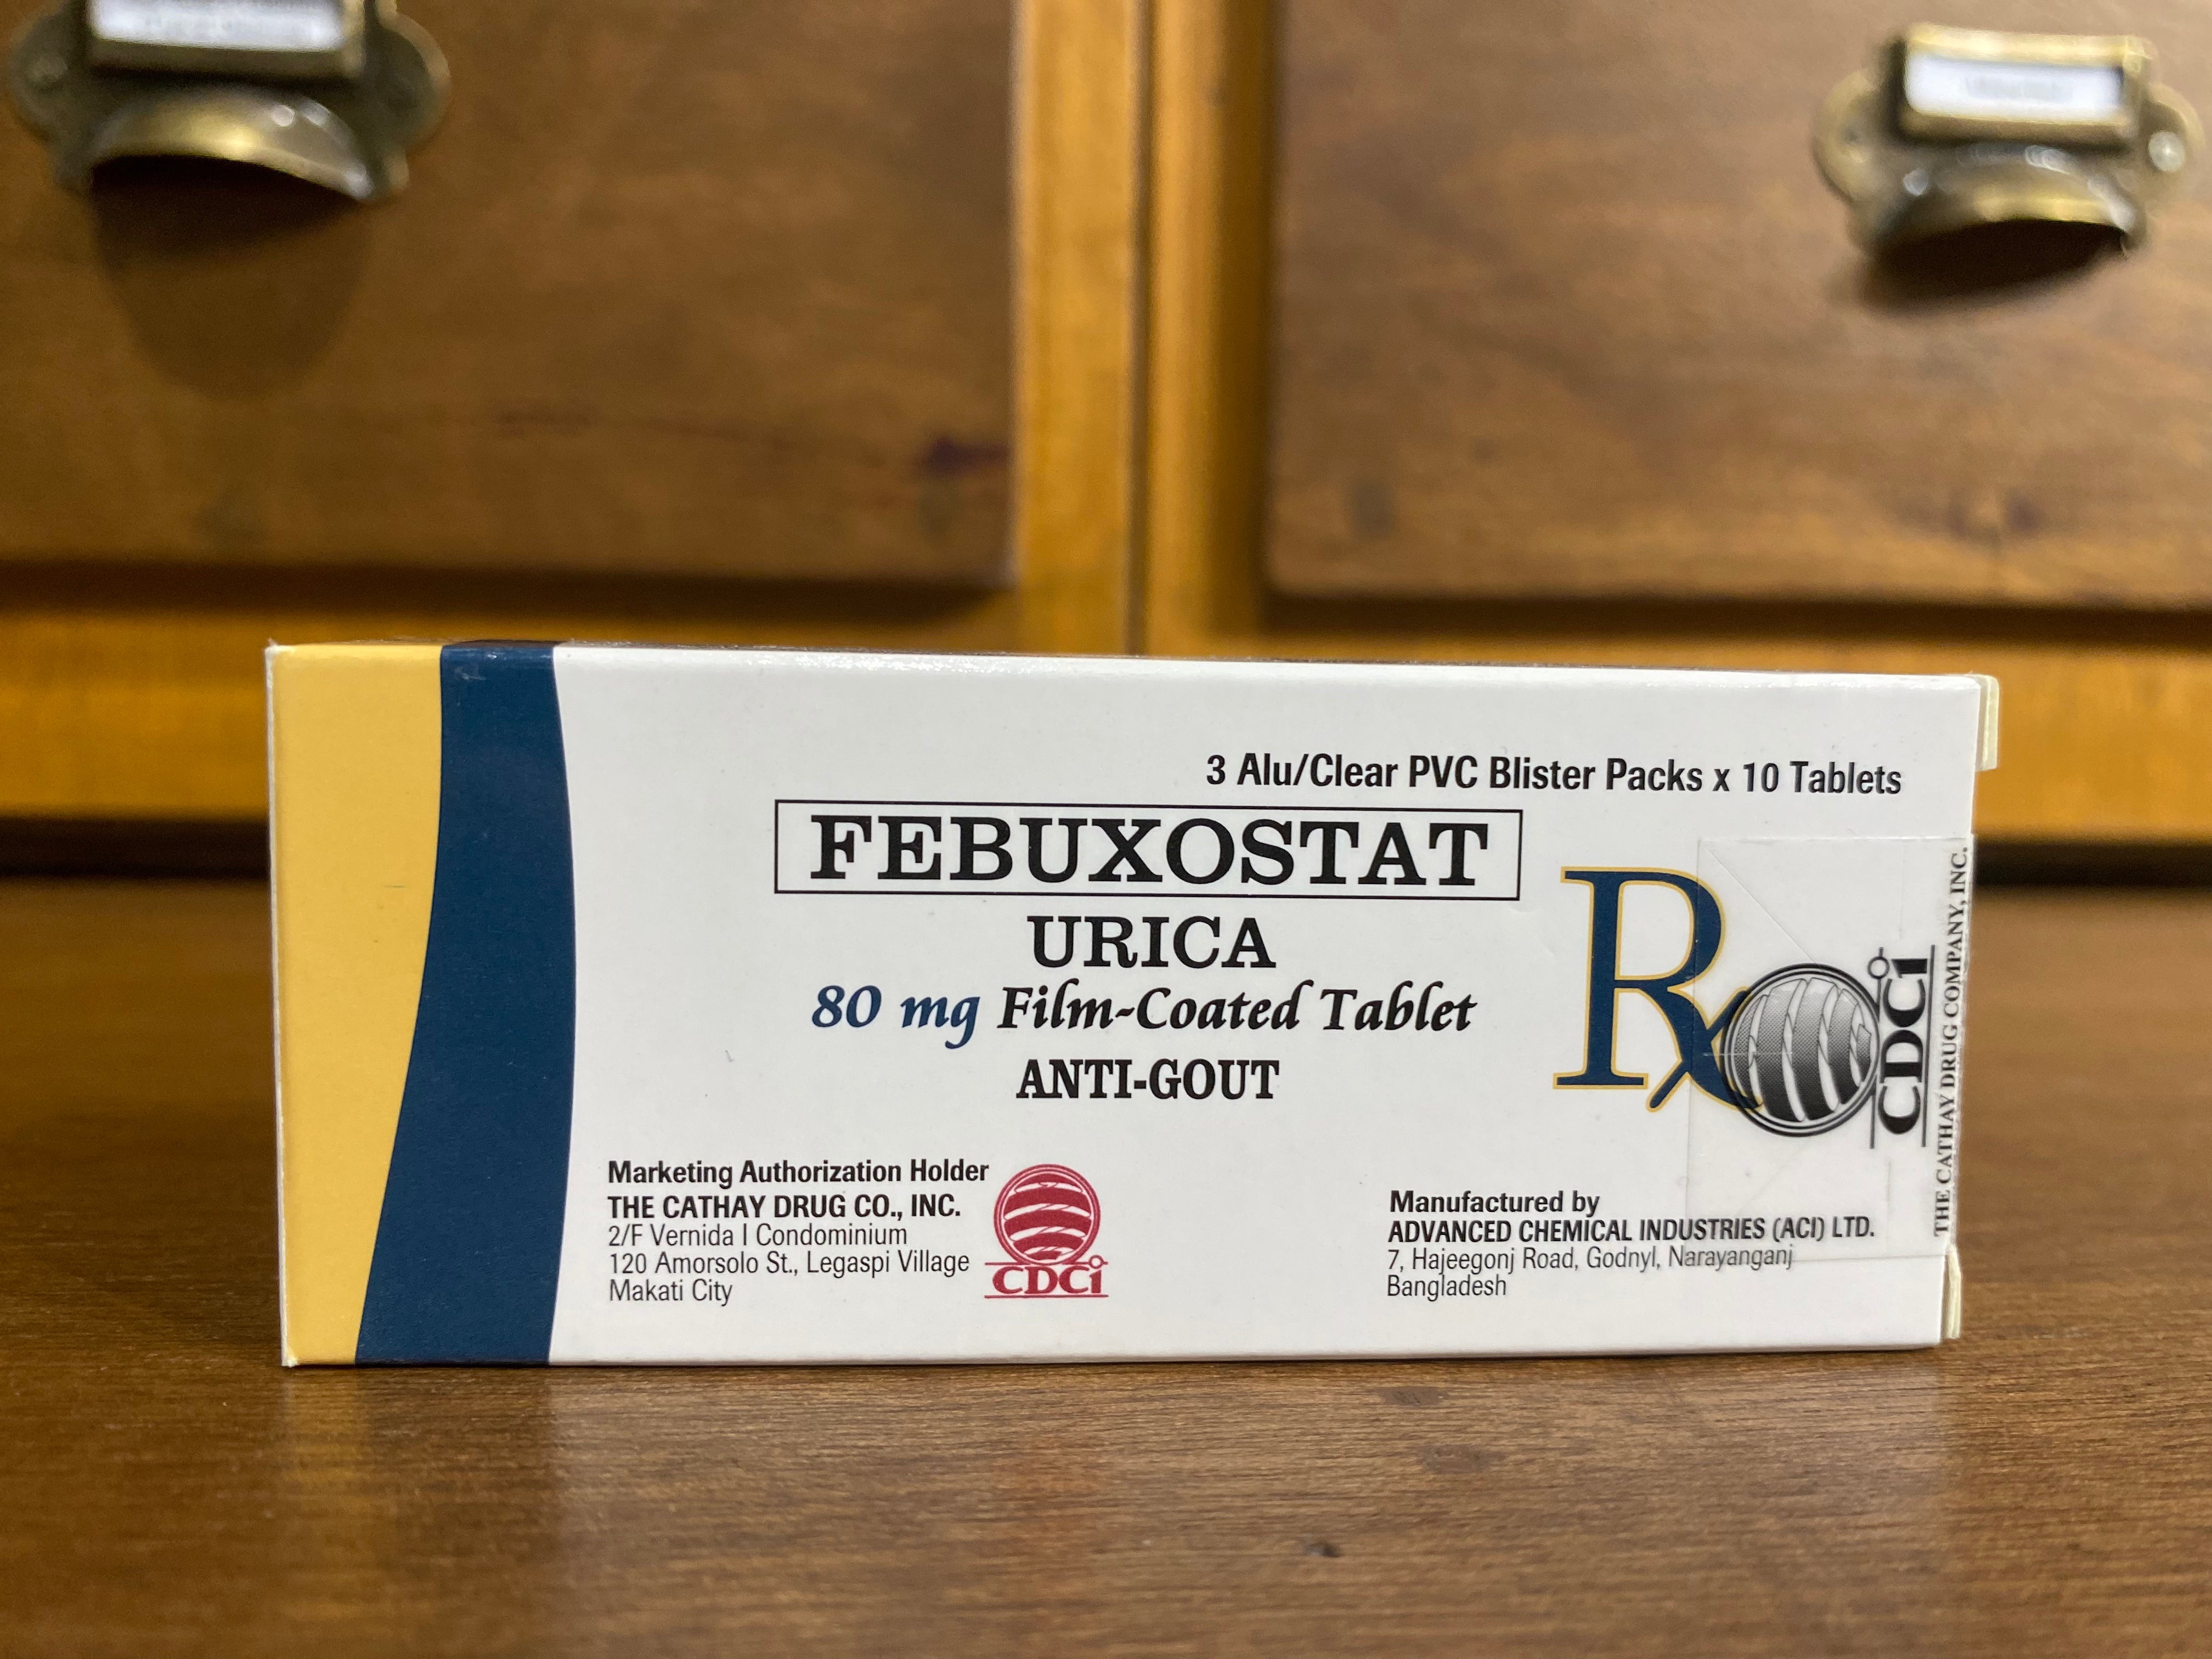 3 Alu/Clear PVC Blister Packs x 10 Tablets
FEBUXOSTAT
URICA
80 mg Film-Coated Tablet
ANTI-GOUT
Rx
CDCi
THE CATHAY DRUG COMPANY, INC.
Marketing Authorization Holder
THE CATHAY DRUG CO., INC.
2/F Vernida I Condominium
120 Amorsolo St., Legaspi Village
Makati City
CDCi
Manufactured by
ADVANCED CHEMICAL INDUSTRIES (ACI) LTD.
7, Hajeegonj Road, Godnyl, Narayanganj
Bangladesh